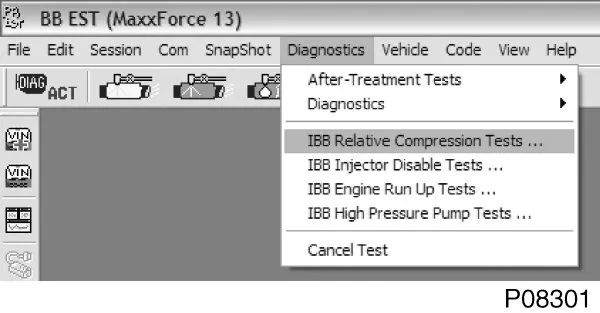 BB EST (MaxxForce 13)
File Edit Session Com SnapShot Diagnostics Vehicle Code View Help
DIAG
ACT
After-Treatment Tests
Diagnostics
VIN
IBB Relative Compression Tests ...
IBB Injector Disable Tests ...
VIN
IBB Engine Run Up Tests ...
IBB High Pressure Pump Tests ...
Cancel Test
P08301